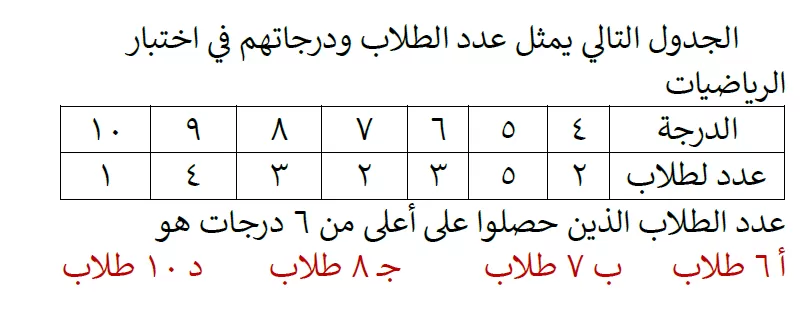 الجدول التالي يمثل عدد الطلاب ودرجاتهم في اختبار
الرياضيات
الدرجة ٤ ٥ ٦ ٧ ٨ ٩ ١٠
عدد لطلاب ٢ ٥ ٣ ٢ ٣ ٤ ١
عدد الطلاب الذين حصلوا على أعلى من ٦ درجات هو
أ ٦ طلاب ب ٧ طلاب جـ ٨ طلاب د ١٠ طلاب